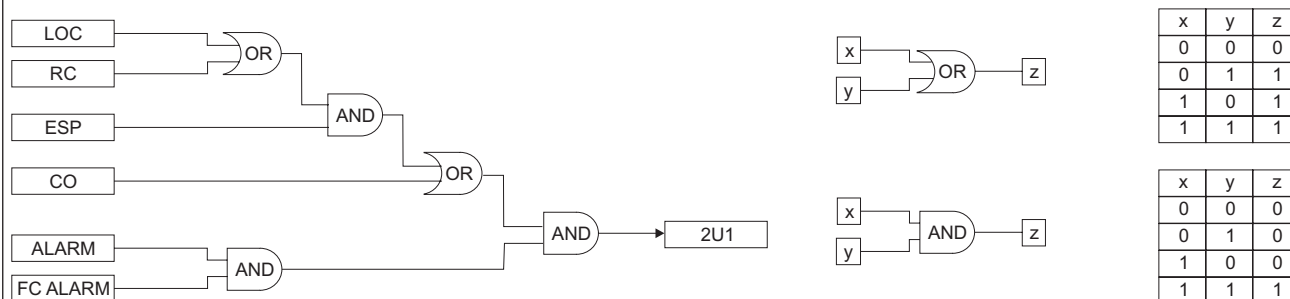 LOC
RC
OR
ESP
AND
CO
OR
ALARM
FC ALARM
AND
AND
2U1
x
y
OR
z
x
y
AND
z
x y z
0 0 0
0 1 1
1 0 1
1 1 1
x y z
0 0 0
0 1 0
1 0 0
1 1 1